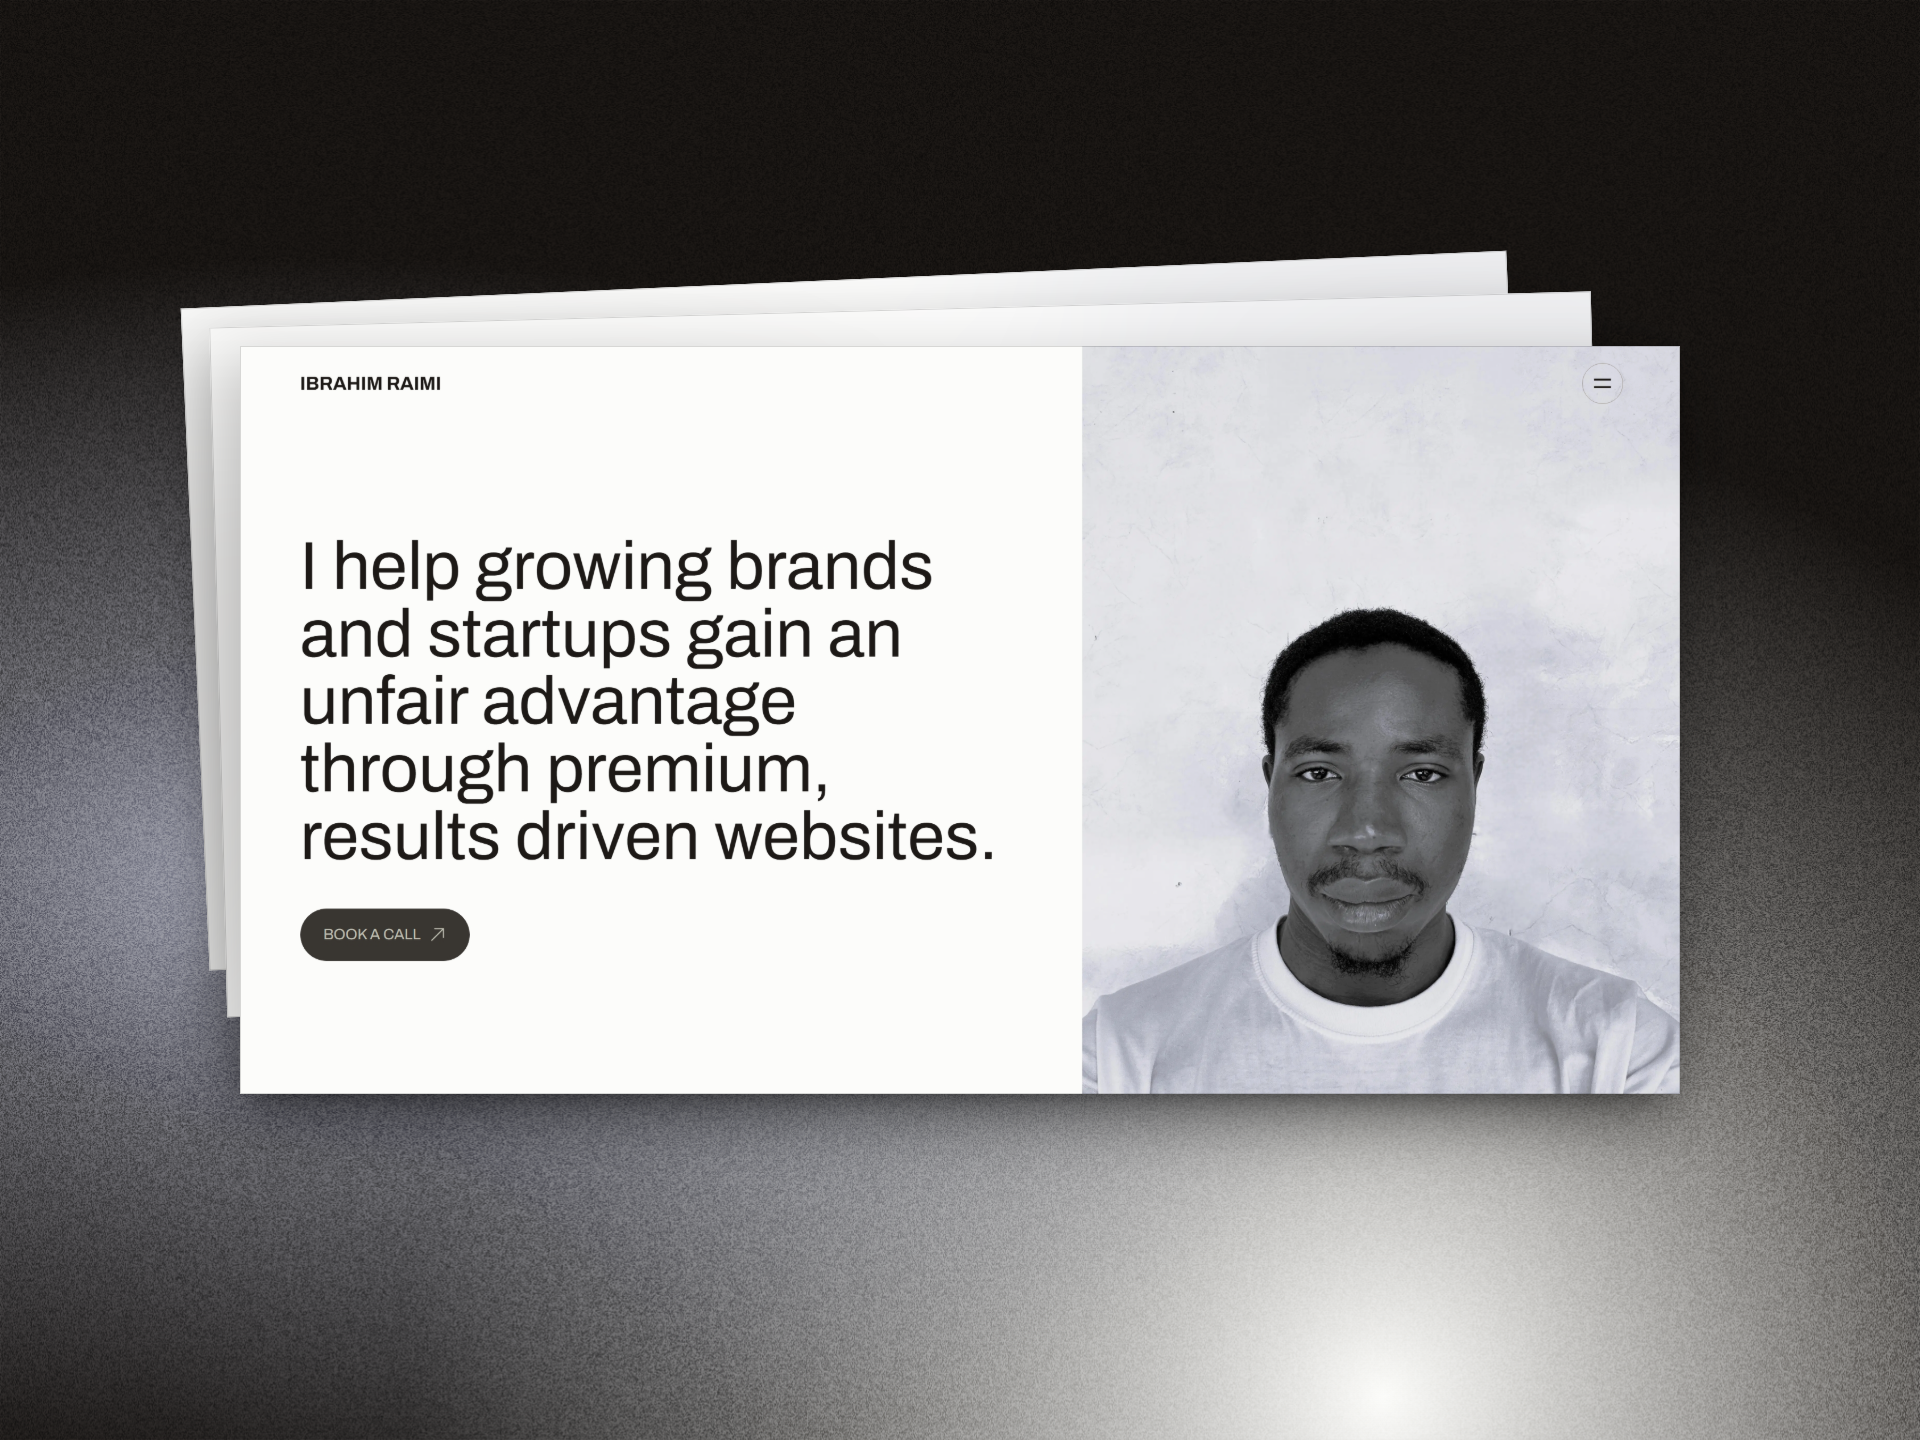 IBRAHIM RAIMI
I help growing brands
and startups gain an
unfair advantage
through premium,
results driven websites.
BOOK A CALL